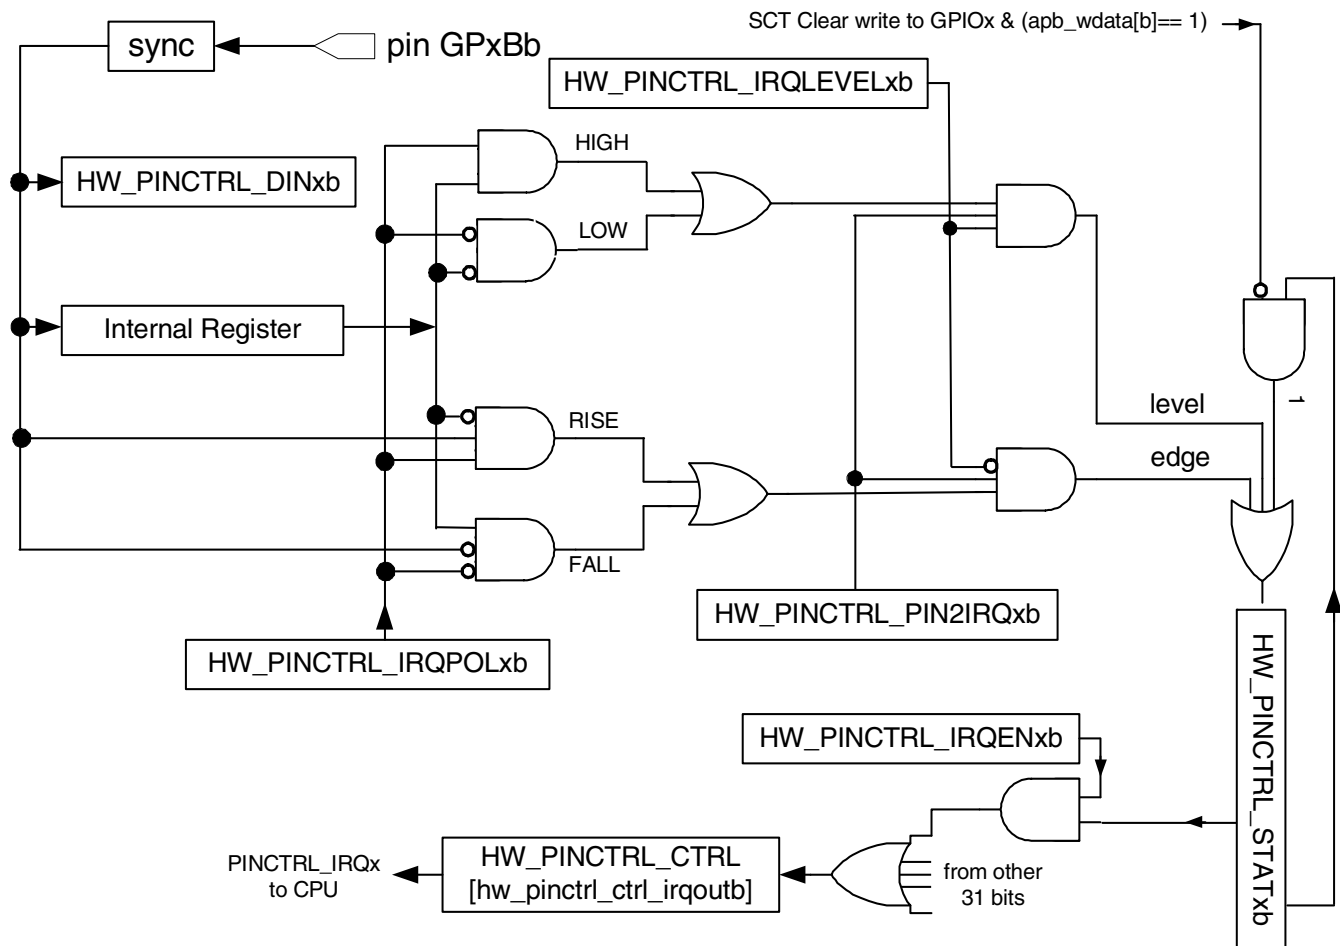 SCT Clear write to GPIOx & (apb_wdata[b]== 1)
sync
pin GPxBb
HW_PINCTRL_IRQLEVELxb
HIGH
HW_PINCTRL_DINxb
LOW
Internal Register
level
1
RISE
edge
FALL
HW_PINCTRL_PIN2IRQxb
HW_PINCTRL_IRQPOLxb
HW_PINCTRL_STATxb
HW_PINCTRL_IRQENxb
PINCTRL_IRQx
to CPU
HW_PINCTRL_CTRL
[hw_pinctrl_ctrl_irqoutb]
from other
31 bits